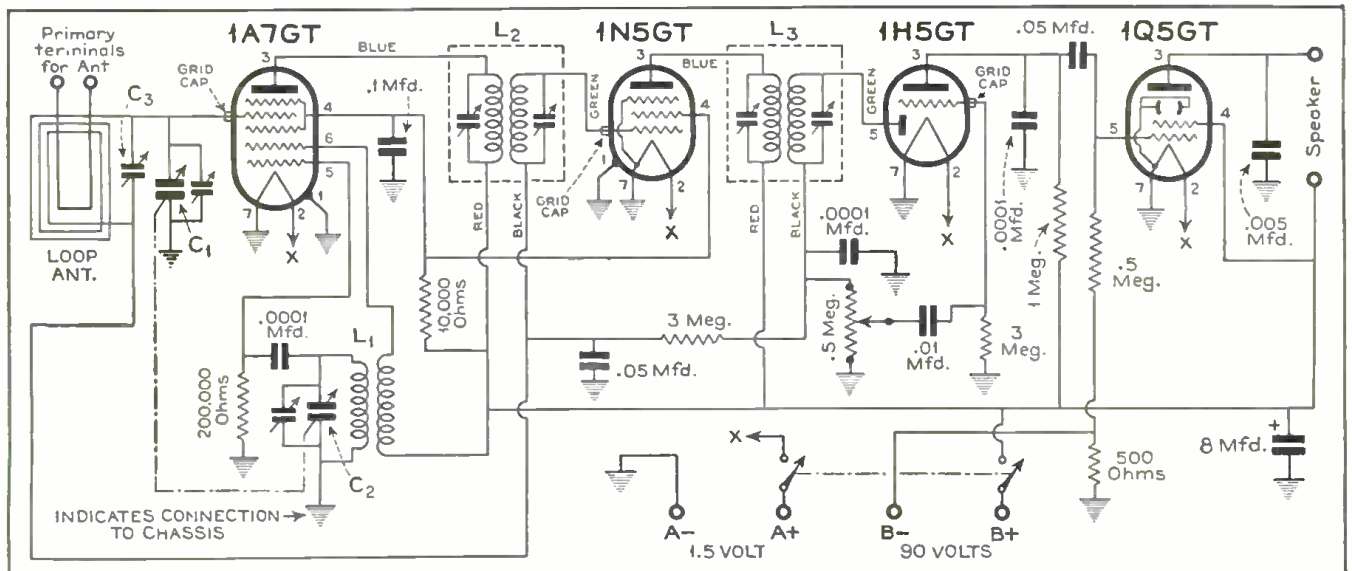 Primary
terminals
for Ant
C3
GRID
CAP
1A7GT
3
4
6
5
7
2
1
X
BLUE
.1 Mfd.
L2
GREEN
RED
BLACK
1N5GT
3
4
1
7
2
X
GRID
CAP
BLUE
L3
GREEN
RED
BLACK
1H5GT
3
5
7
2
X
GRID
CAP
.0001
Mfd.
.05 Mfd.
1 Meg.
1Q5GT
3
5
4
7
2
X
.5
Meg.
.005
Mfd.
Speaker
LOOP
ANT.
C1
.0001
Mfd.
L1
200,000
Ohms
C2
10,000
Ohms
.05 Mfd.
3 Meg.
.0001
Mfd.
.5 Meg.
.01
Mfd.
3
Meg.
INDICATES CONNECTION
TO CHASSIS
X
A-
A+
1.5 VOLT
B-
B+
90 VOLTS
500
Ohms
+
8 Mfd.